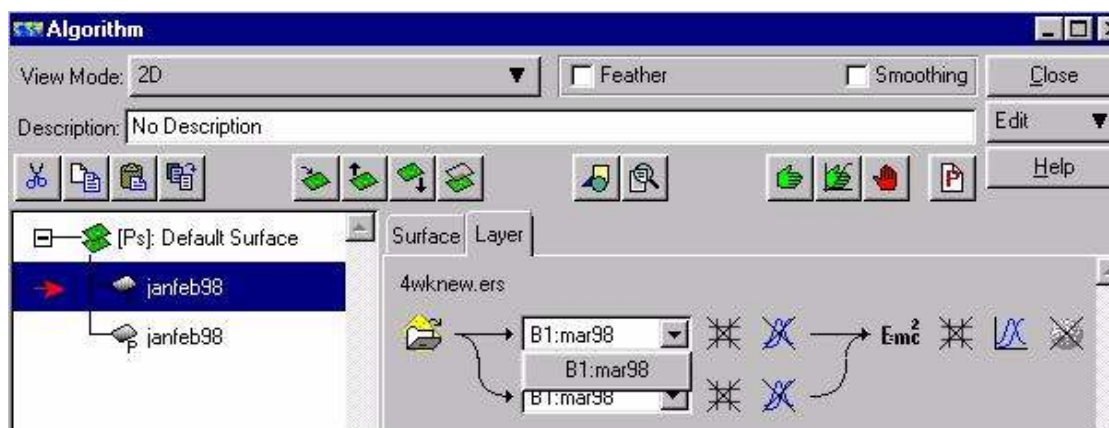 Algorithm
View Mode: 2D
Feather
Smoothing
Close
Description: No Description
Edit
Help
P
[Ps]: Default Surface
janfeb98
P janfeb98
Surface Layer
4wknew.ers
B1:mar98
Emc²
B1:mar98
B1:mar98